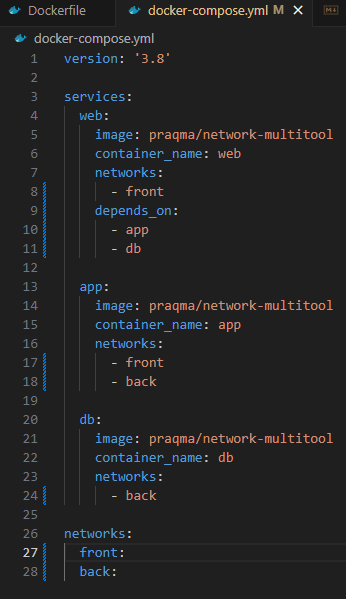 Dockerfile docker-compose.yml M
docker-compose.yml
1 version: '3.8'
2
3 services:
4   web:
5     image: praqma/network-multitool
6     container_name: web
7     networks:
8       - front
9     depends_on:
10       - app
11       - db
12
13   app:
14     image: praqma/network-multitool
15     container_name: app
16     networks:
17       - front
18       - back
19
20   db:
21     image: praqma/network-multitool
22     container_name: db
23     networks:
24       - back
25
26 networks:
27   front:
28   back: